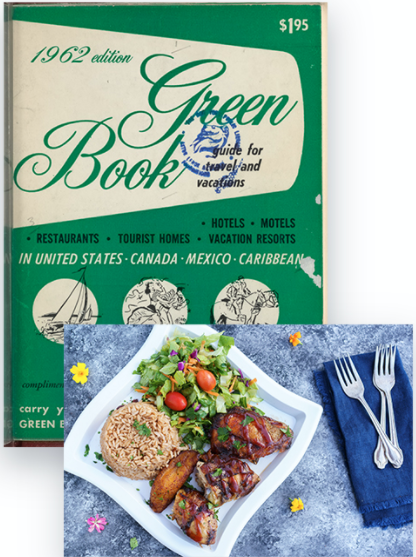 $1.95
1962 edition
Green
Book
guide for
travel and
vacations
• HOTELS • MOTELS
• RESTAURANTS • TOURIST HOMES • VACATION RESORTS
IN UNITED STATES · CANADA · MEXICO · CARIBBEAN
carry y
GREEN